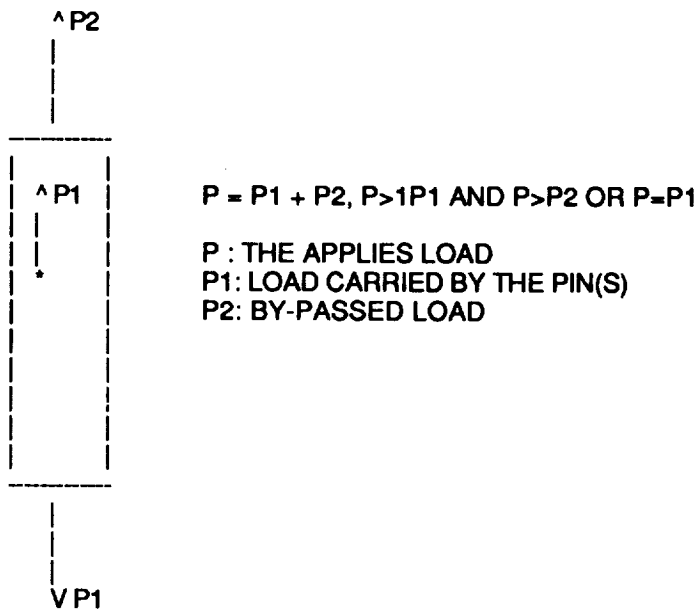 ^ P2
^ P1
P = P1 + P2, P>1P1 AND P>P2 OR P=P1
*
P : THE APPLIES LOAD
P1: LOAD CARRIED BY THE PIN(S)
P2: BY-PASSED LOAD
V P1